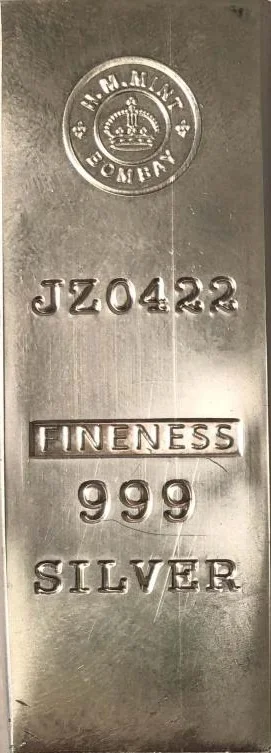 H.M.MINT
BOMBAY
JZ0422
FINENESS
999
SILVER